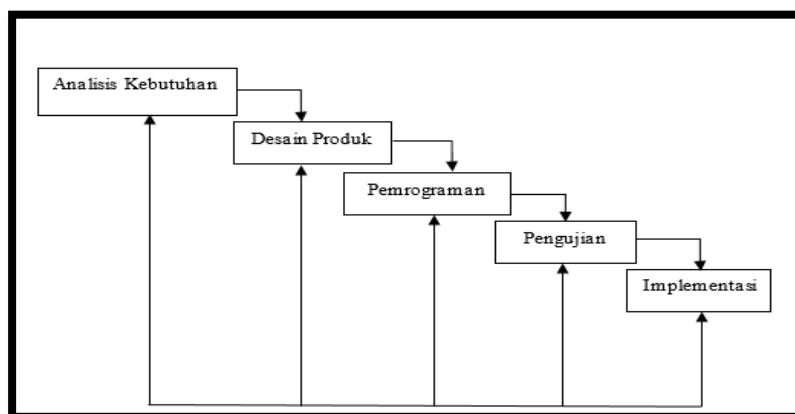 Analisis Kebutuhan
Desain Produk
Pemrograman
Pengujian
Implementasi